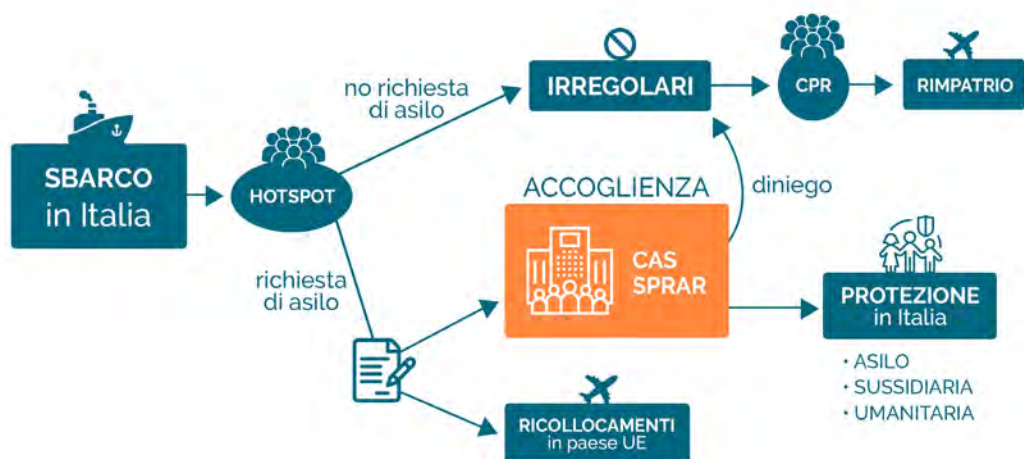 SBARCO
in Italia
HOTSPOT
no richiesta
di asilo
IRREGOLARI
CPR
RIMPATRIO
richiesta
di asilo
ACCOGLIENZA
CAS
SPRAR
diniego
PROTEZIONE
in Italia
• ASILO
• SUSSIDIARIA
• UMANITARIA
RICOLLOCAMENTI
in paese UE